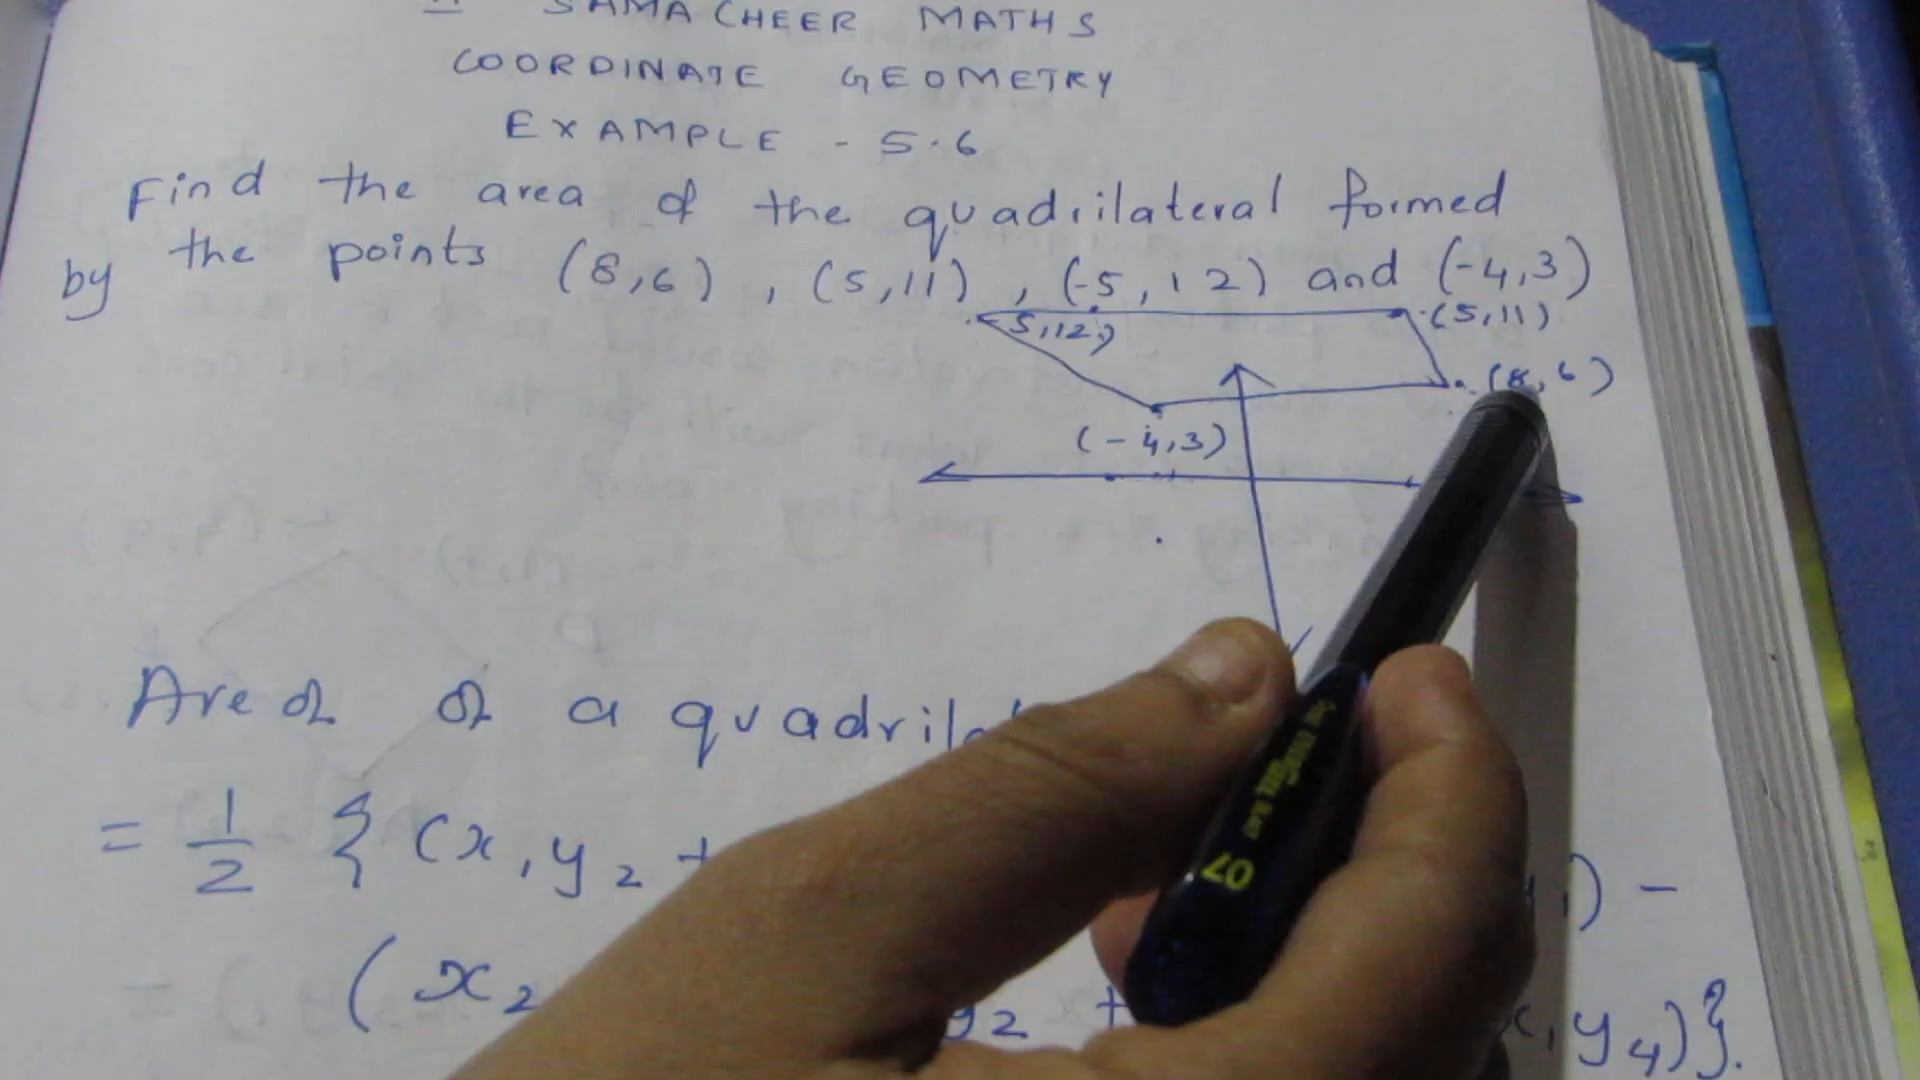 SAMACHEER MATHS
COORDINATE GEOMETRY
EXAMPLE - 5.6
Find the area of the quadrilateral formed
by the points (8,6) , (5,11) , (-5,12) and (-4,3)
5,12)
(5,11)
(8,6)
(-4,3)
Area of a quadril
= 1/2 { (x1y2 +
) -
(x2
y2 +
x1y4)}.
07